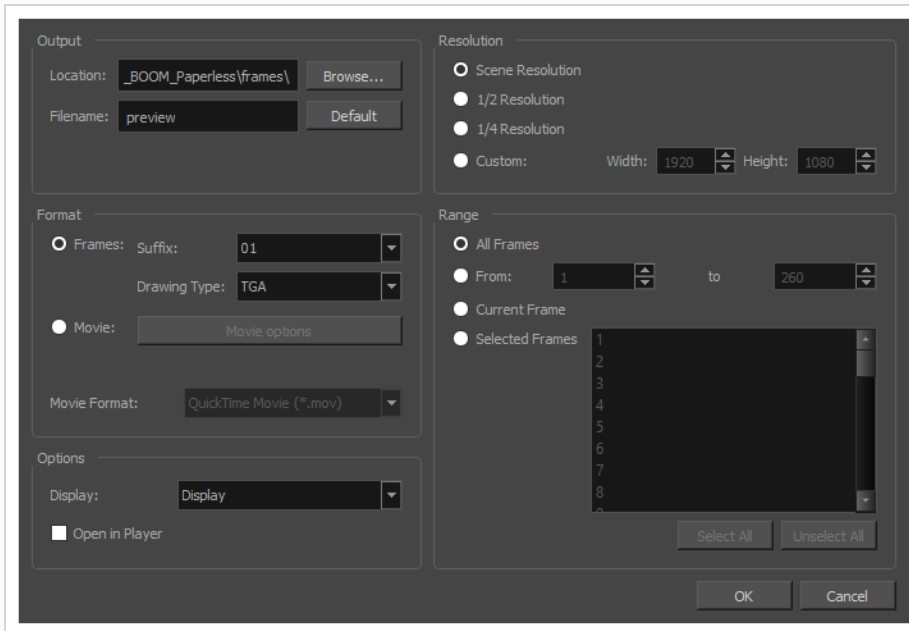 Output
Location: _BOOM_Paperless\frames\ Browse...
Filename: preview Default
Resolution
Scene Resolution
1/2 Resolution
1/4 Resolution
Custom: Width: 1920 Height: 1080
Format
Frames: Suffix: 01
Drawing Type: TGA
Movie: Movie options
Movie Format: QuickTime Movie (*.mov)
Range
All Frames
From: 1 to 260
Current Frame
Selected Frames 1
2
3
4
5
6
7
8
Options
Display: Display
Open in Player
Select All Unselect All
OK Cancel